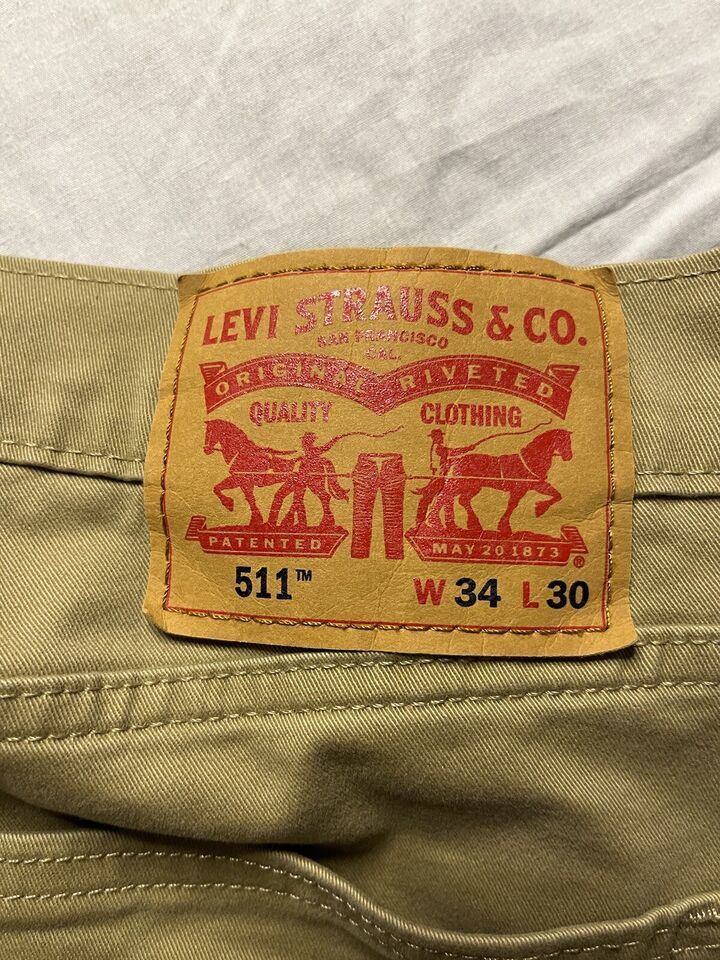 LEVI STRAUSS & CO.
SAN FRANCISCO
CAL.
ORIGINAL RIVETED
QUALITY CLOTHING
PATENTED MAY 20 1873
®
511™ W 34 L 30